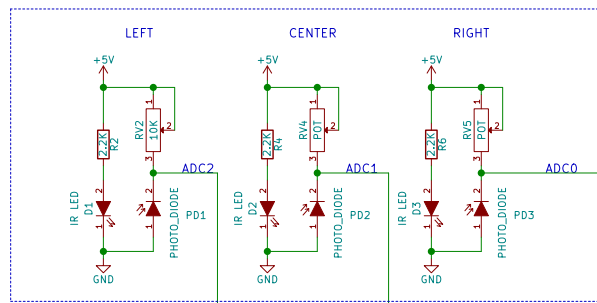 LEFT
CENTER
RIGHT
+5V
+5V
+5V
2.2K
R2
1
RV2
10K
2
3
2.2K
R4
1
RV4
POT
2
3
2.2K
R6
1
RV5
POT
2
3
ADC2
ADC1
ADC0
IR LED
D1
2
1
2
1
PHOTO_DIODE
PD1
IR LED
D2
2
1
2
1
PHOTO_DIODE
PD2
IR LED
D3
2
1
2
1
PHOTO_DIODE
PD3
GND
GND
GND